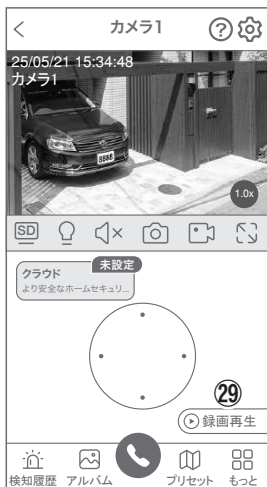 カメラ1
25/05/21 15:34:48
カメラ1
8888
1.0x
SD
未設定
クラウド
より安全なホームセキュリ...
㉙
録画再生
検知履歴 アルバム プリセット もっと